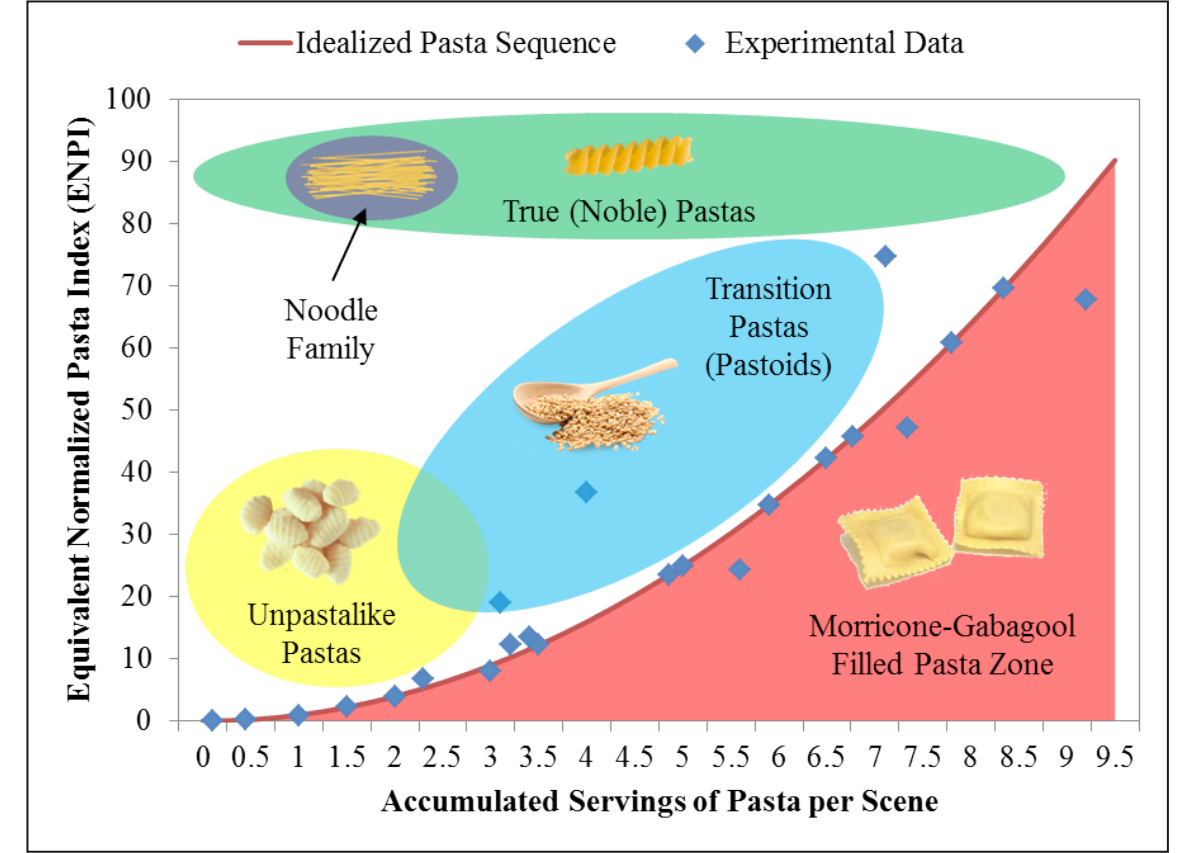 Idealized Pasta Sequence
Experimental Data
Equivalent Normalized Pasta Index (ENPI)
100
90
80
70
60
50
40
30
20
10
0
True (Noble) Pastas
Noodle
Family
Transition
Pastas
(Pastoids)
Unpastalike
Pastas
Morricone-Gabagool
Filled Pasta Zone
0 0.5 1 1.5 2 2.5 3 3.5 4 4.5 5 5.5 6 6.5 7 7.5 8 8.5 9 9.5
Accumulated Servings of Pasta per Scene